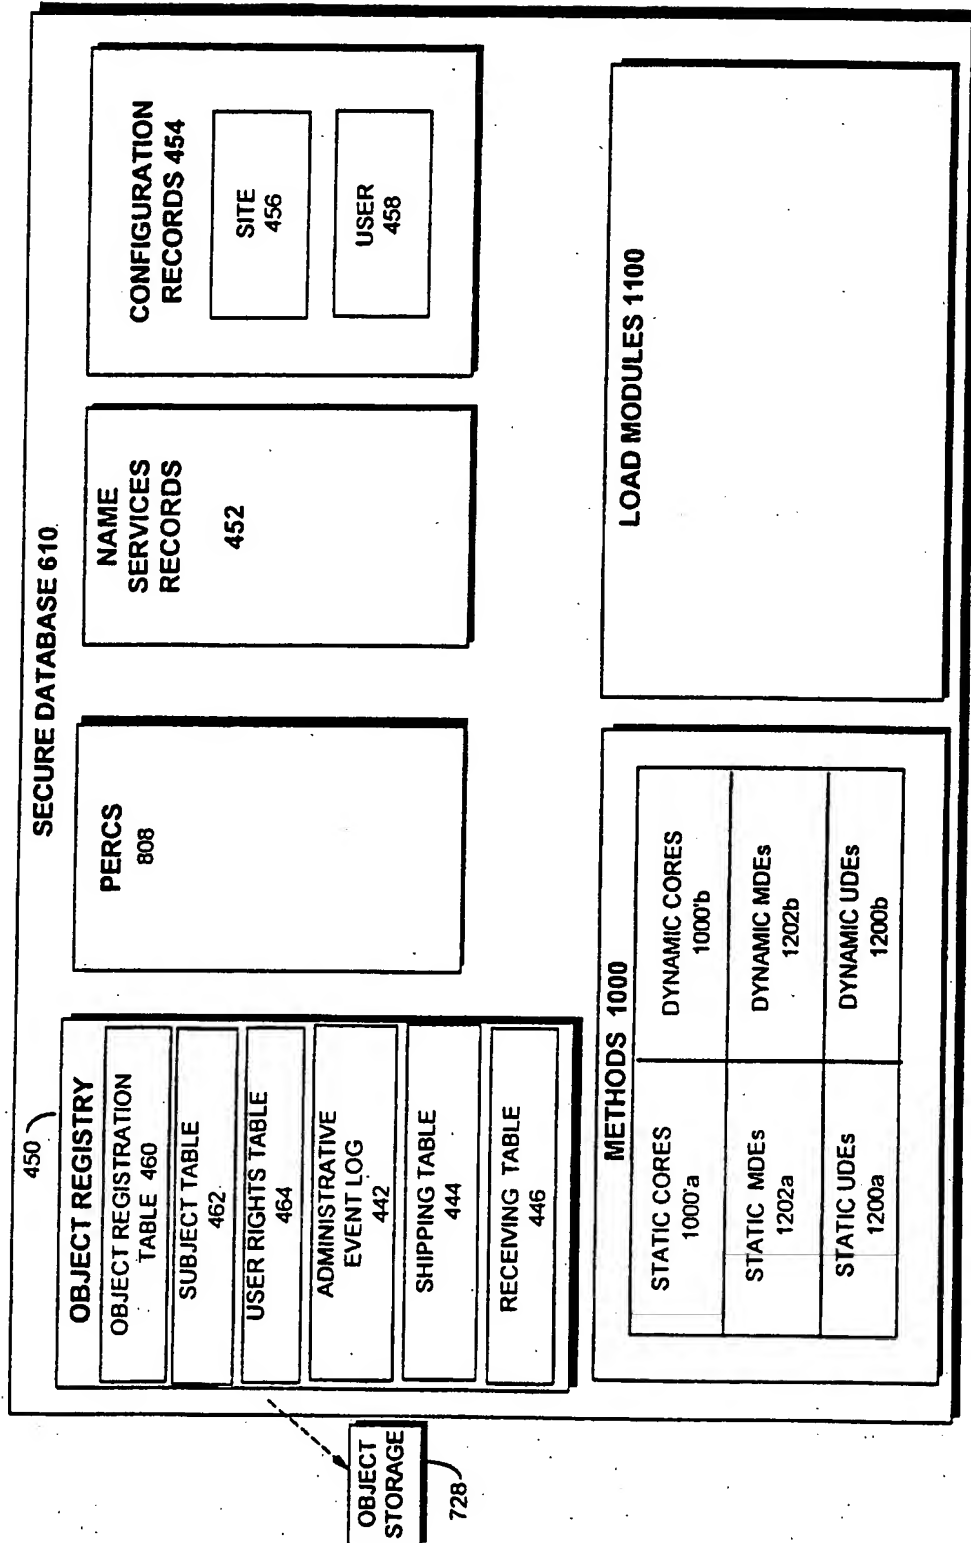 SECURE DATABASE 610
450
OBJECT REGISTRY
OBJECT REGISTRATION
TABLE 460
SUBJECT TABLE
462
USER RIGHTS TABLE
464
ADMINISTRATIVE
EVENT LOG
442
SHIPPING TABLE
444
RECEIVING TABLE
446
OBJECT
STORAGE
728
PERCS
808
NAME
SERVICES
RECORDS
452
CONFIGURATION
RECORDS 454
SITE
456
USER
458
METHODS 1000
STATIC CORES
1000'a
DYNAMIC CORES
1000'b
STATIC MDEs
1202a
DYNAMIC MDEs
1202b
STATIC UDEs
1200a
DYNAMIC UDEs
1200b
LOAD MODULES 1100